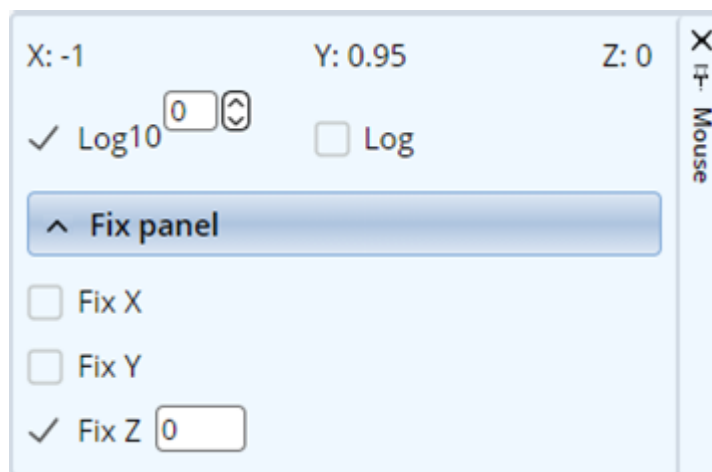 X: -1 Y: 0.95 Z: 0
Log10 0 Log
Fix panel
Fix X
Fix Y
Fix Z 0
Mouse